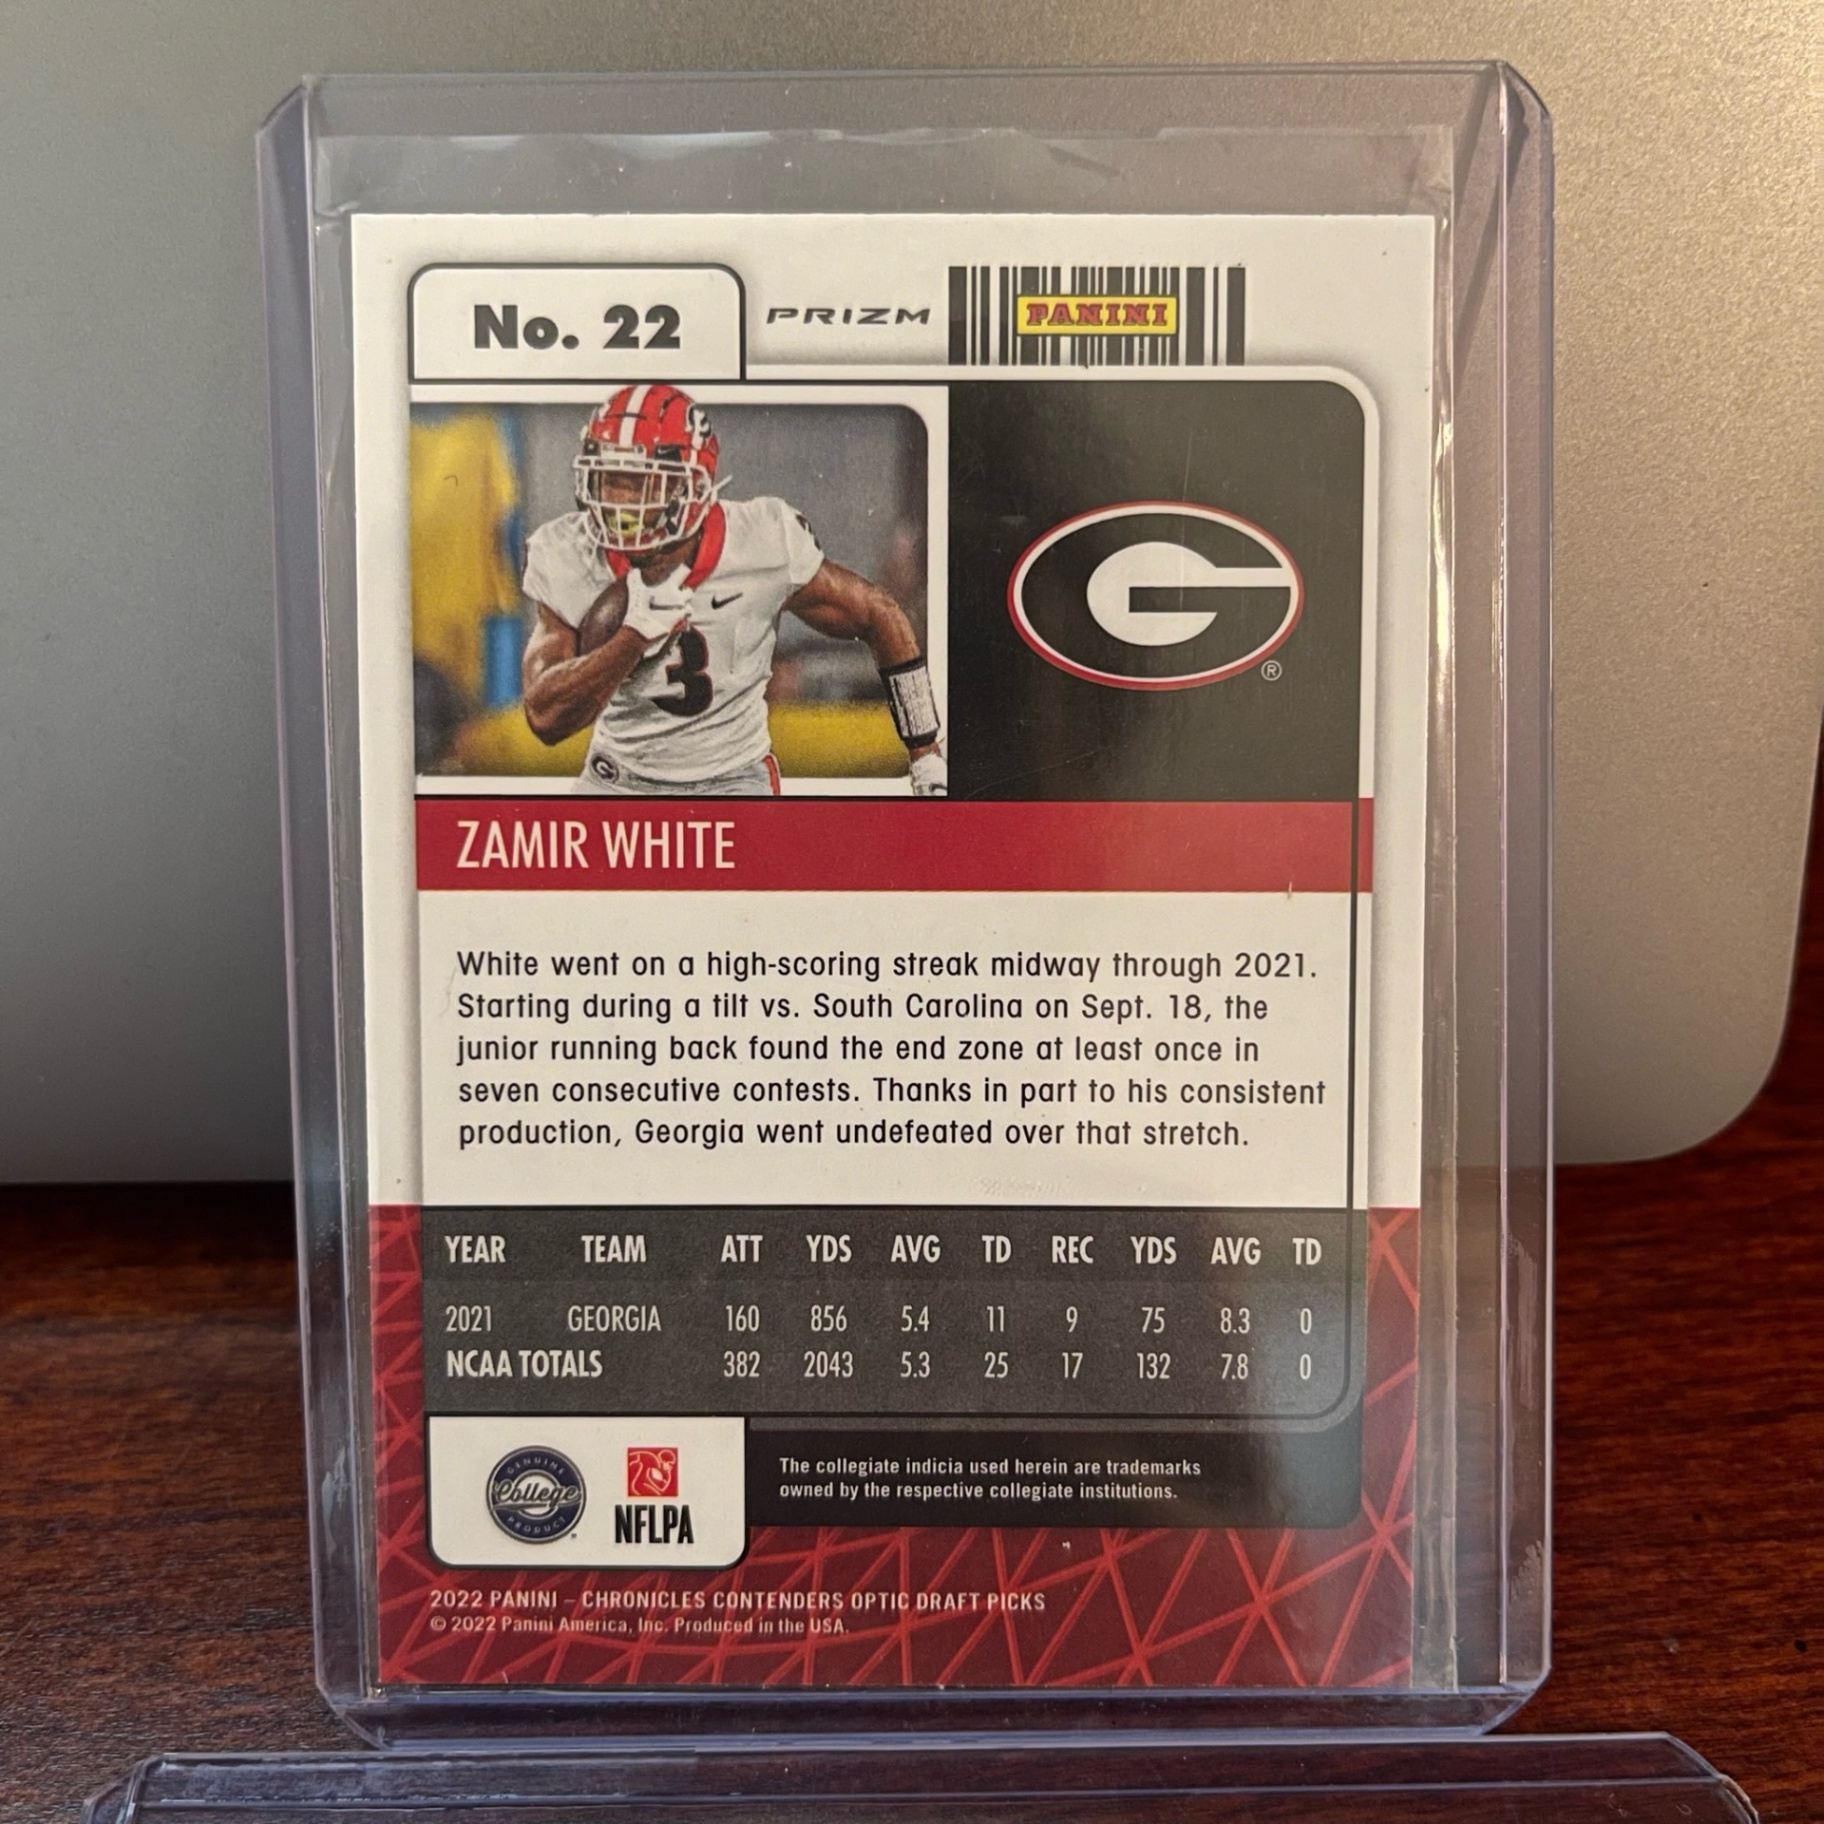 No. 22
PRIZM
PANINI
3
G
®
ZAMIR WHITE
White went on a high-scoring streak midway through 2021.
Starting during a tilt vs. South Carolina on Sept. 18, the
junior running back found the end zone at least once in
seven consecutive contests. Thanks in part to his consistent
production, Georgia went undefeated over that stretch.
YEAR TEAM ATT YDS AVG TD REC YDS AVG TD
2021 GEORGIA 160 856 5.4 11 9 75 8.3 0
NCAA TOTALS 382 2043 5.3 25 17 132 7.8 0
GENUINE
College
PRODUCT
NFLPA
The collegiate indicia used herein are trademarks
owned by the respective collegiate institutions.
2022 PANINI – CHRONICLES CONTENDERS OPTIC DRAFT PICKS
© 2022 Panini America, Inc. Produced in the USA.